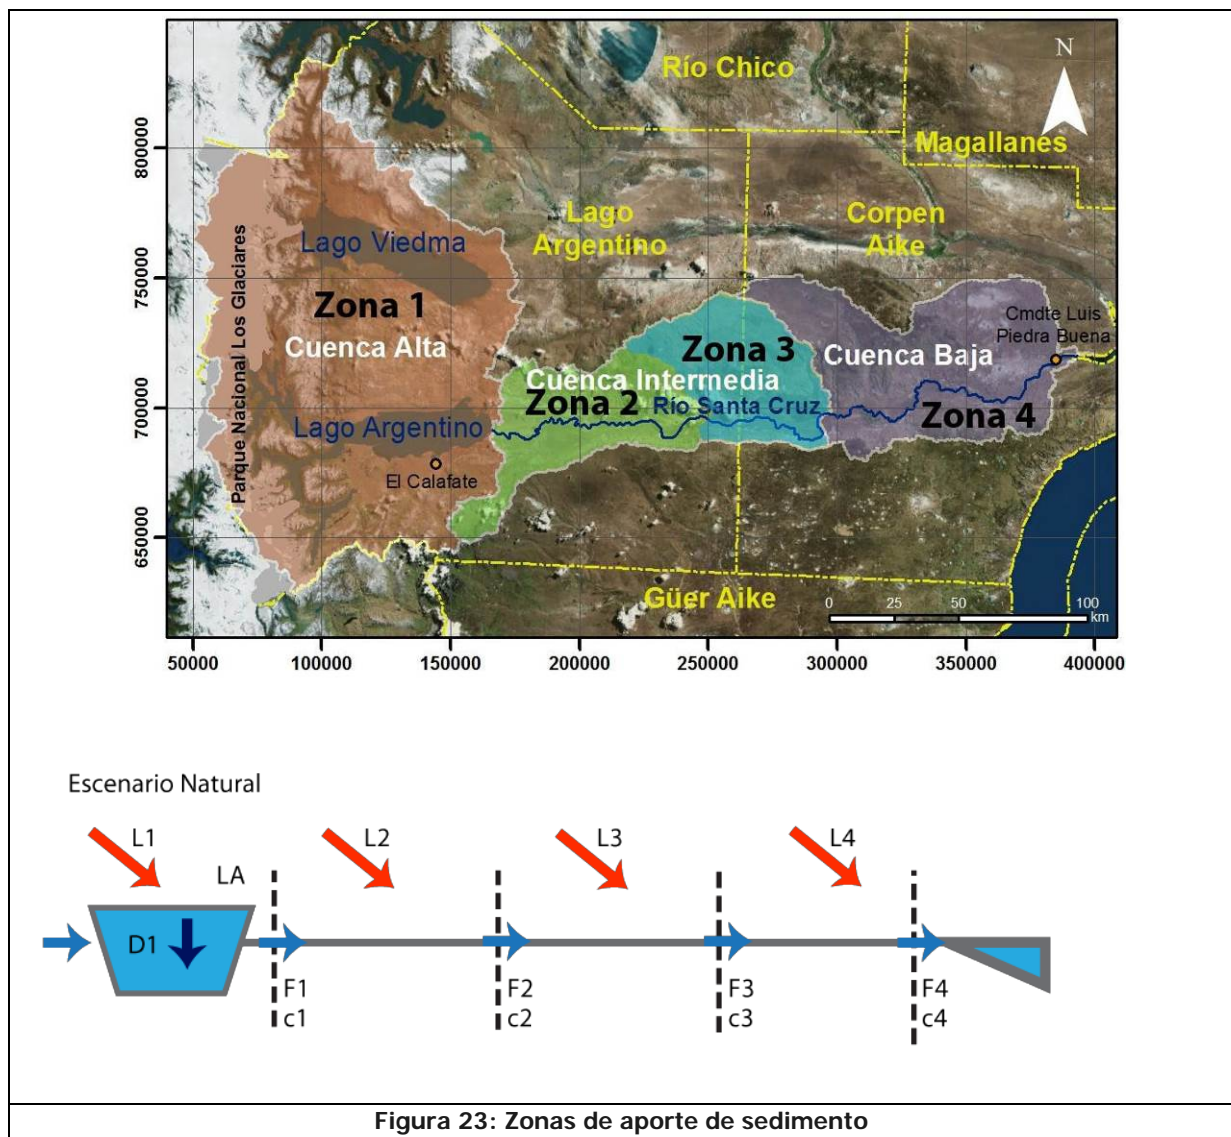 N
Río Chico
Magallanes
800000
Lago
Argentino
Corpen
Aike
Lago Viedma
750000
Parque Nacional Los Glaciares
Zona 1
Cuenca Alta
Zona 3
Cuenca Baja
Cmdte Luis
Piedra Buena
Cuenca Intermedia
Zona 2
Río Santa Cruz
Zona 4
700000
Lago Argentino
El Calafate
650000
Güer Aike
0 25 50 100
km
50000 100000 150000 200000 250000 300000 350000 400000
Escenario Natural
L1 L2 L3 L4
LA
D1
F1 F2 F3 F4
c1 c2 c3 c4
Figura 23: Zonas de aporte de sedimento